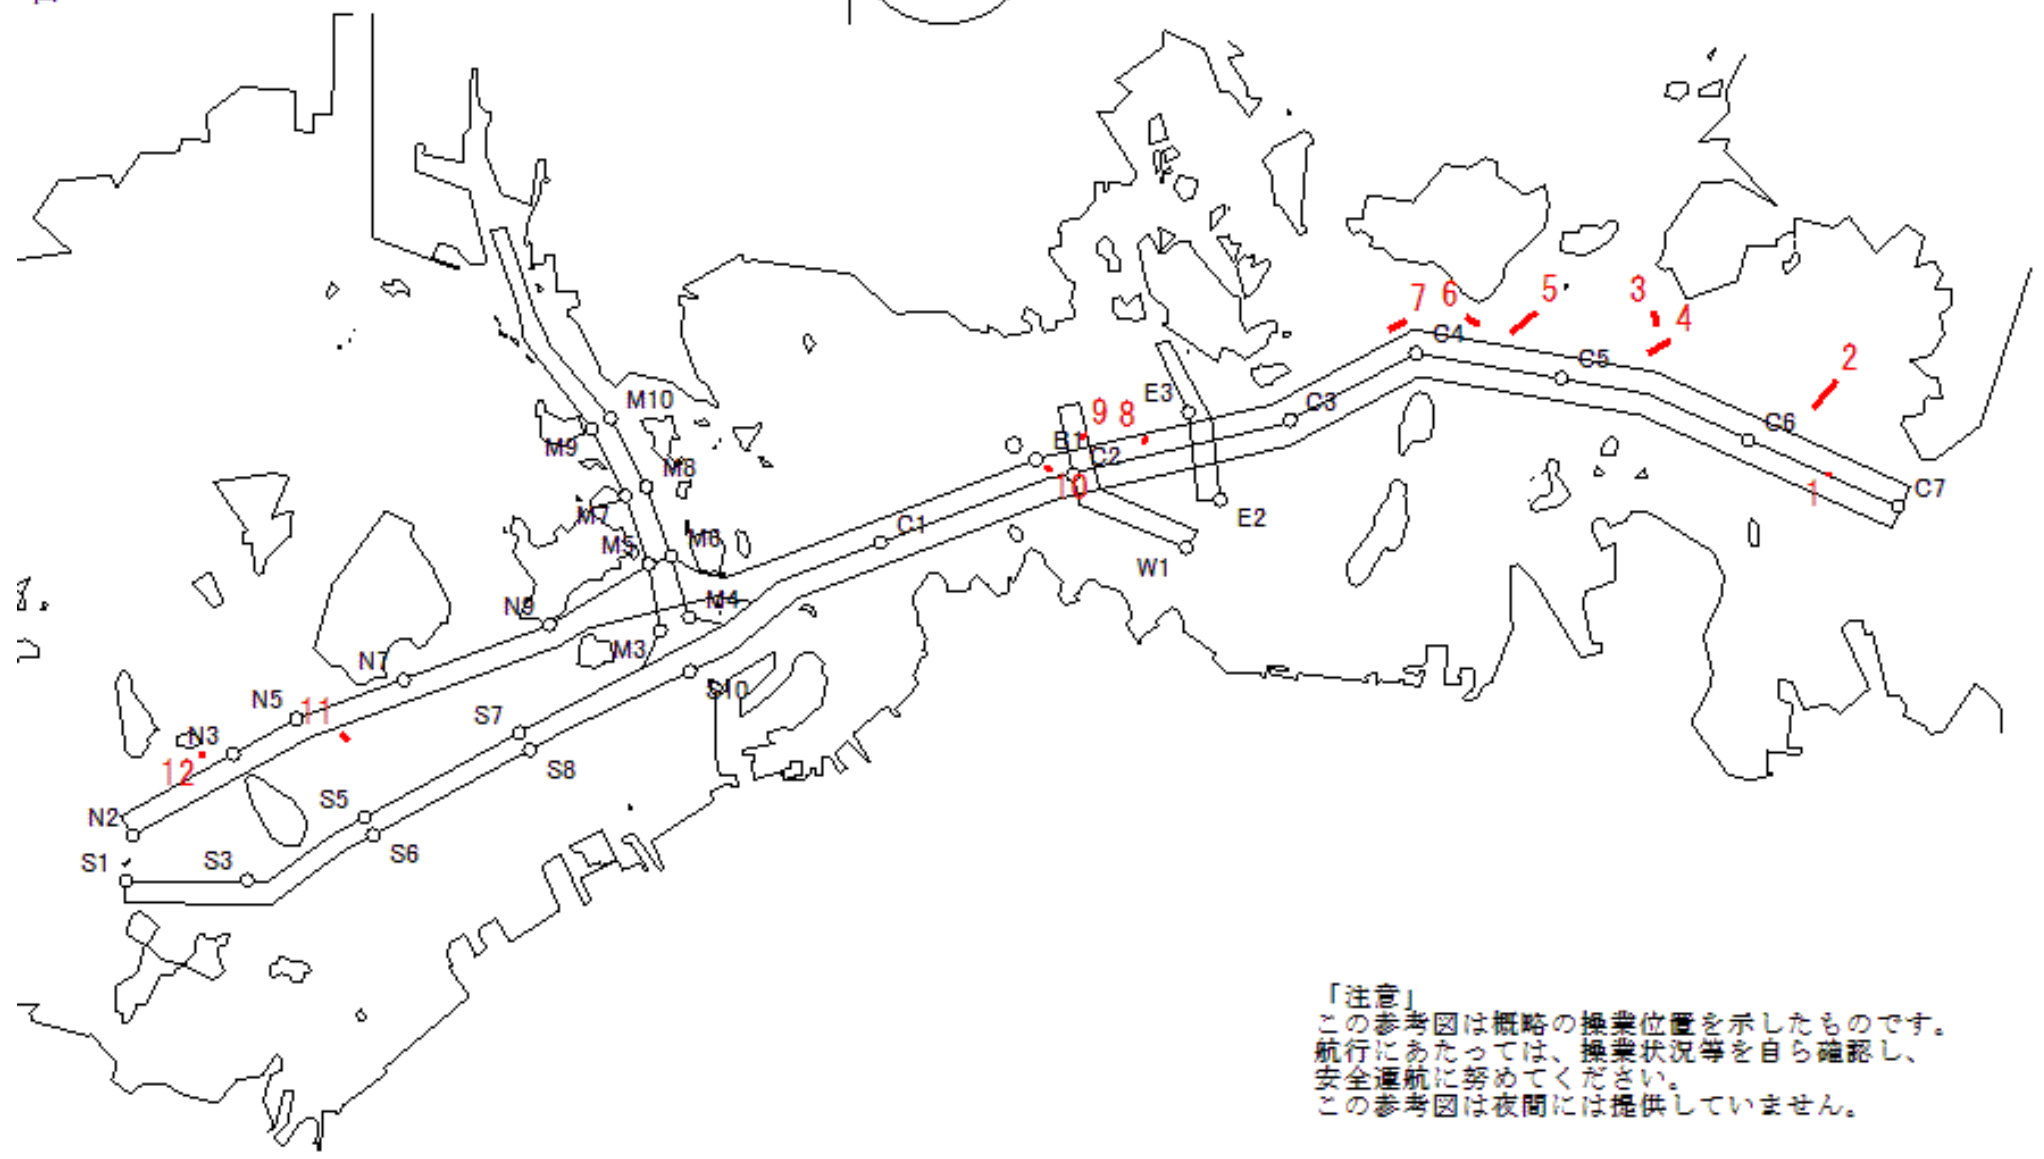 7
6
5
3
4
C4
C5
2
M10
E3
9
8
C3
C6
M9
B1
C2
M8
10
1
C7
M7
C1
E2
M5
M6
W1
N9
M4
M3
N7
S10
N5
11
S7
N3
12
S8
S5
N2
S6
S1
S3
「注意」
この参考図は概略の操業位置を示したものです。
航行にあたっては、操業状況等を自ら確認し、
安全運航に努めてください。
この参考図は夜間には提供していません。